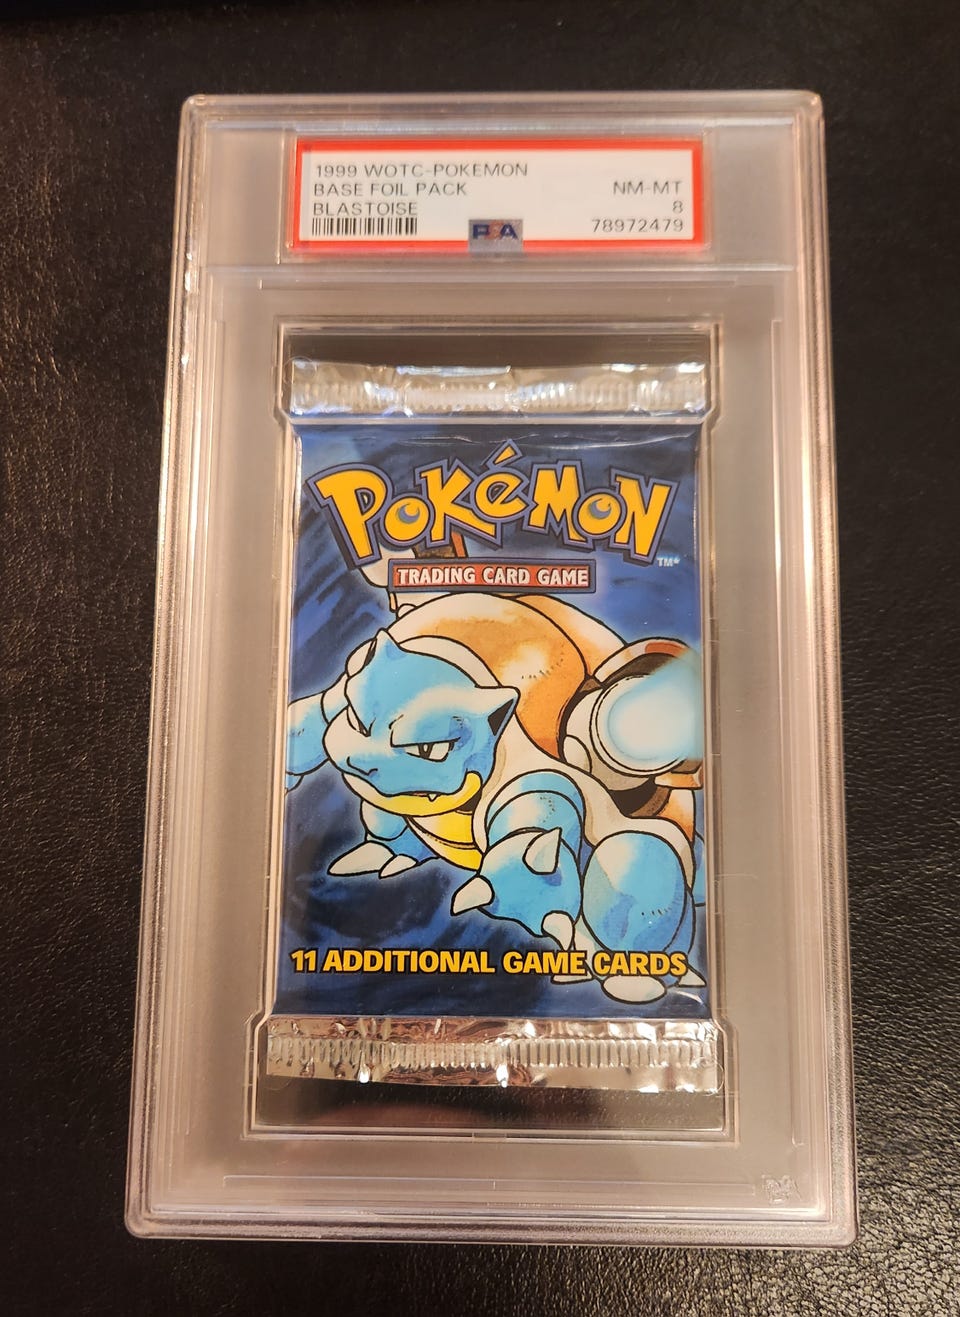 1999 WOTC-POKEMON
BASE FOIL PACK
NM-MT
BLASTOISE
8
PSA
78972479
POKéMON
TM*
TRADING CARD GAME
11 ADDITIONAL GAME CARDS
PSA